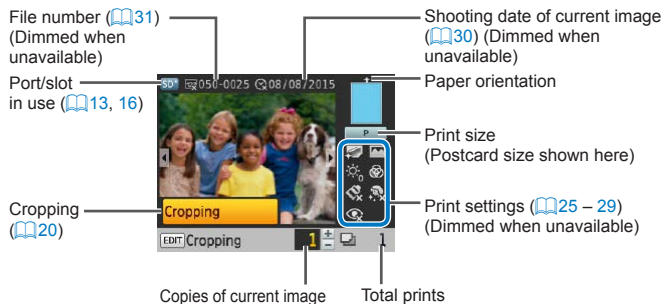 File number (31)
(Dimmed when
unavailable)
Shooting date of current image
(30) (Dimmed when
unavailable)
Port/slot
in use (13, 16)
Paper orientation
SD 050-0025 08/08/2015
P
Print size
(Postcard size shown here)
Cropping
(20)
Cropping
Print settings (25 – 29)
(Dimmed when unavailable)
EDIT Cropping 1 + - 1
Copies of current image
Total prints